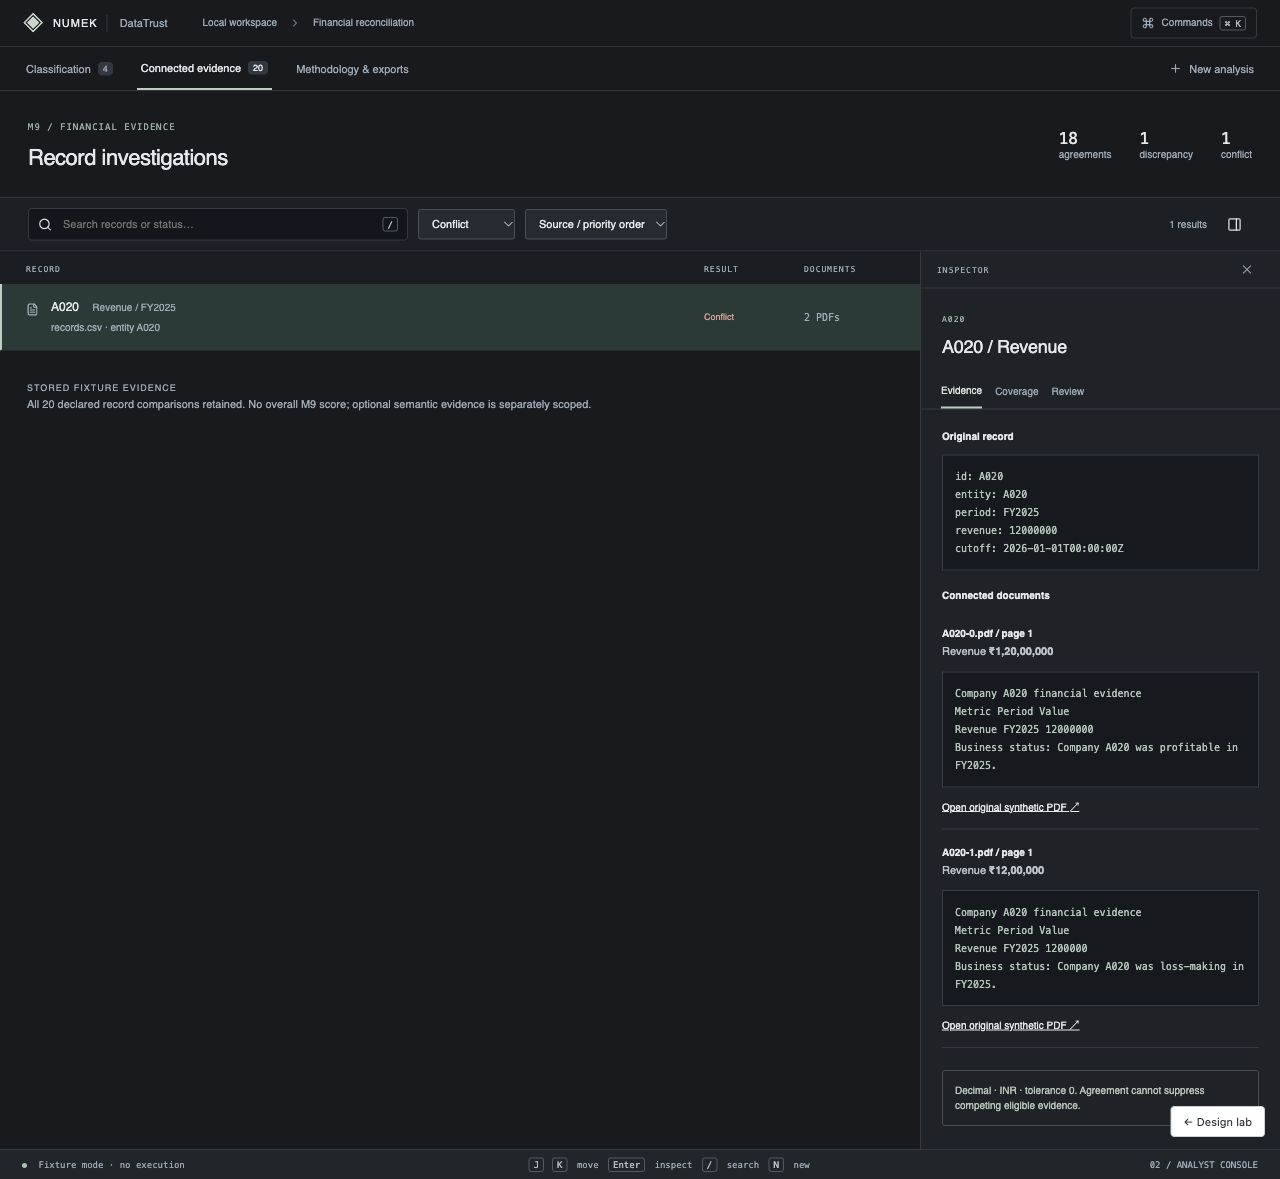 NUMEK
DataTrust
Local workspace
Financial reconciliation
Commands ⌘ K
Classification 4
Connected evidence 20
Methodology & exports
+ New analysis
M9 / FINANCIAL EVIDENCE
Record investigations
18
agreements
1
discrepancy
1
conflict
Search records or status…
/
Conflict
Source / priority order
1 results
RECORD RESULT DOCUMENTS
A020 Revenue / FY2025
records.csv · entity A020
Conflict
2 PDFs
STORED FIXTURE EVIDENCE
All 20 declared record comparisons retained. No overall M9 score; optional semantic evidence is separately scoped.
INSPECTOR
A020
A020 / Revenue
Evidence Coverage Review
Original record
id: A020
entity: A020
period: FY2025
revenue: 12000000
cutoff: 2026-01-01T00:00:00Z
Connected documents
A020-0.pdf / page 1
Revenue ₹1,20,00,000
Company A020 financial evidence
Metric Period Value
Revenue FY2025 12000000
Business status: Company A020 was profitable in
FY2025.
Open original synthetic PDF
A020-1.pdf / page 1
Revenue ₹12,00,000
Company A020 financial evidence
Metric Period Value
Revenue FY2025 1200000
Business status: Company A020 was loss-making in
FY2025.
Open original synthetic PDF
Decimal · INR · tolerance 0. Agreement cannot suppress
competing eligible evidence.
← Design lab
Fixture mode · no execution
J K move Enter inspect / search N new
02 / ANALYST CONSOLE